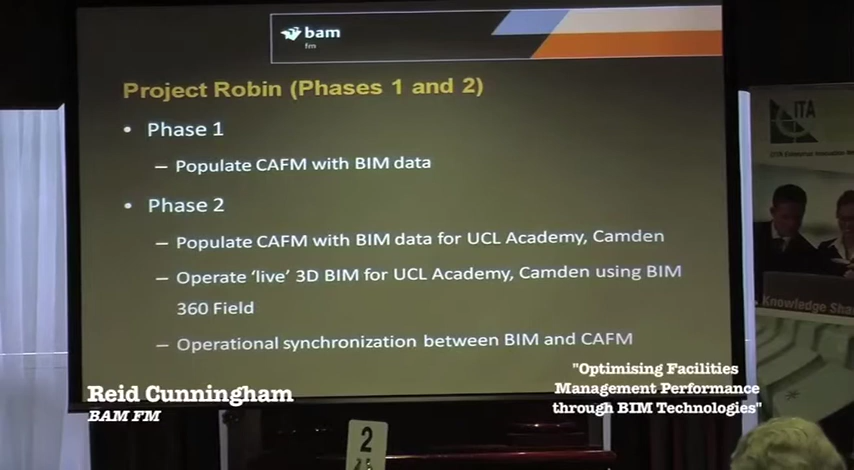 bam
fm
Project Robin (Phases 1 and 2)
• Phase 1
– Populate CAFM with BIM data
• Phase 2
– Populate CAFM with BIM data for UCL Academy, Camden
– Operate ‘live’ 3D BIM for UCL Academy, Camden using BIM
360 Field
– Operational synchronization between BIM and CAFM
ITA
Knowledge Sha
Reid Cunningham
BAM FM
"Optimising Facilities
Management Performance
through BIM Technologies"
2